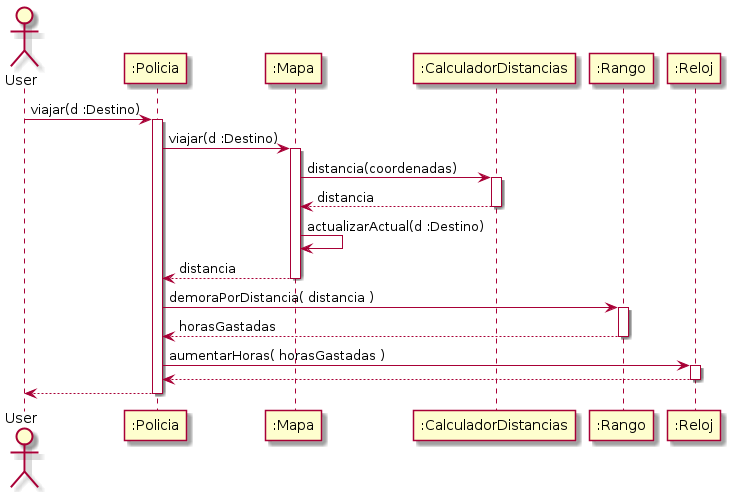 User
:Policia
:Mapa
:CalculadorDistancias
:Rango
:Reloj
viajar(d :Destino)
viajar(d :Destino)
distancia(coordenadas)
distancia
actualizarActual(d :Destino)
distancia
demoraPorDistancia( distancia )
horasGastadas
aumentarHoras( horasGastadas )
User
:Policia
:Mapa
:CalculadorDistancias
:Rango
:Reloj